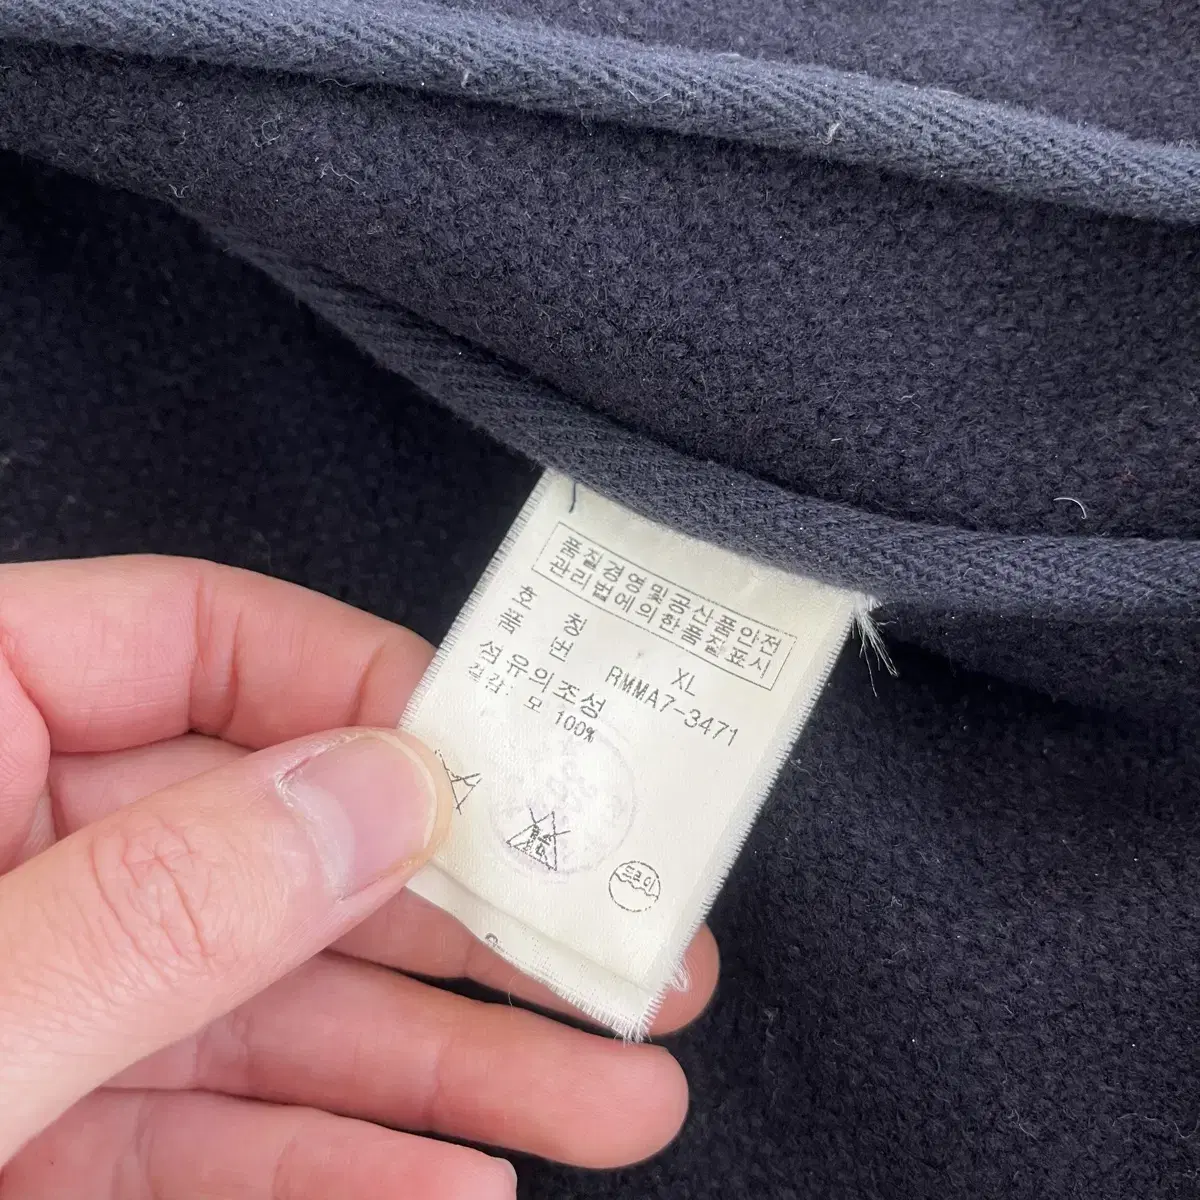 품질경영및공산품안전
관리법에의한품질표시
호칭 XL
품번 RMMA7-3471
섬유의조성
겉감: 모 100%
드라이